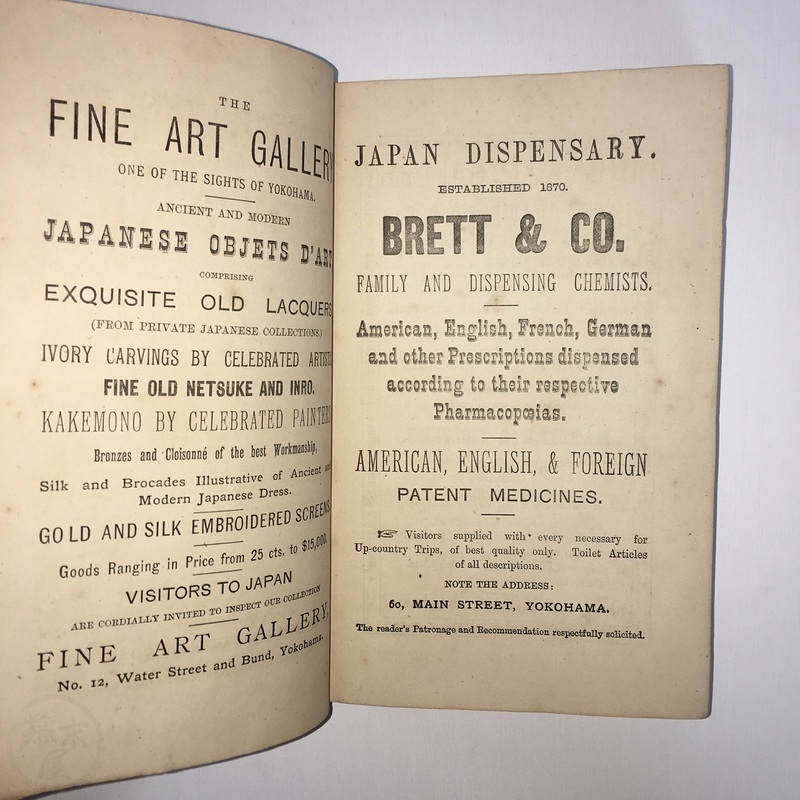 THE
FINE ART GALLERY
ONE OF THE SIGHTS OF YOKOHAMA.
ANCIENT AND MODERN
JAPANESE OBJETS D'ART
COMPRISING
EXQUISITE OLD LACQUERS
(FROM PRIVATE JAPANESE COLLECTIONS.)
IVORY CARVINGS BY CELEBRATED ARTISTS
FINE OLD NETSUKE AND INRO.
KAKEMONO BY CELEBRATED PAINTERS
Bronzes and Cloisonné of the best Workmanship,
Silk and Brocades Illustrative of Ancient and
Modern Japanese Dress.
GOLD AND SILK EMBROIDERED SCREENS
Goods Ranging in Price from 25 cts. to $15,000.
VISITORS TO JAPAN
ARE CORDIALLY INVITED TO INSPECT OUR COLLECTION
FINE ART GALLERY,
No. 12, Water Street and Bund, Yokohama.
JAPAN DISPENSARY.
ESTABLISHED 1870.
BRETT & CO.
FAMILY AND DISPENSING CHEMISTS.
American, English, French, German
and other Prescriptions dispensed
according to their respective
Pharmacopœias.
AMERICAN, ENGLISH, & FOREIGN
PATENT MEDICINES.
☞ Visitors supplied with every necessary for
Up-country Trips, of best quality only. Toilet Articles
of all descriptions.
NOTE THE ADDRESS:
60, MAIN STREET, YOKOHAMA.
The reader's Patronage and Recommendation respectfully solicited.